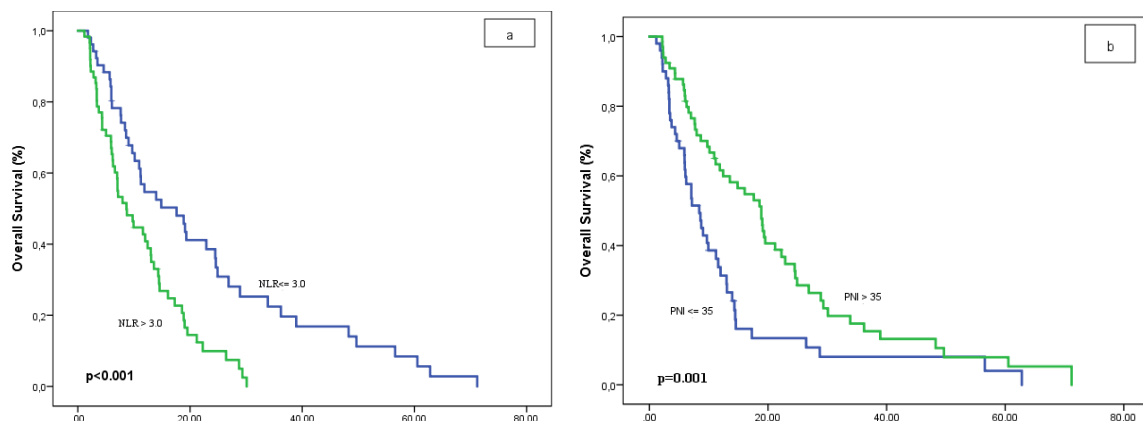 a
Overall Survival (%)
1,0
0,8
0,6
0,4
0,2
0,0
NLR<= 3.0
NLR > 3.0
p<0.001
.00
20.00
40.00
60.00
80.00
b
Overall Survival (%)
1,0
0,8
0,6
0,4
0,2
0,0
PNI > 35
PNI <= 35
p=0.001
.00
20.00
40.00
60.00
80.00